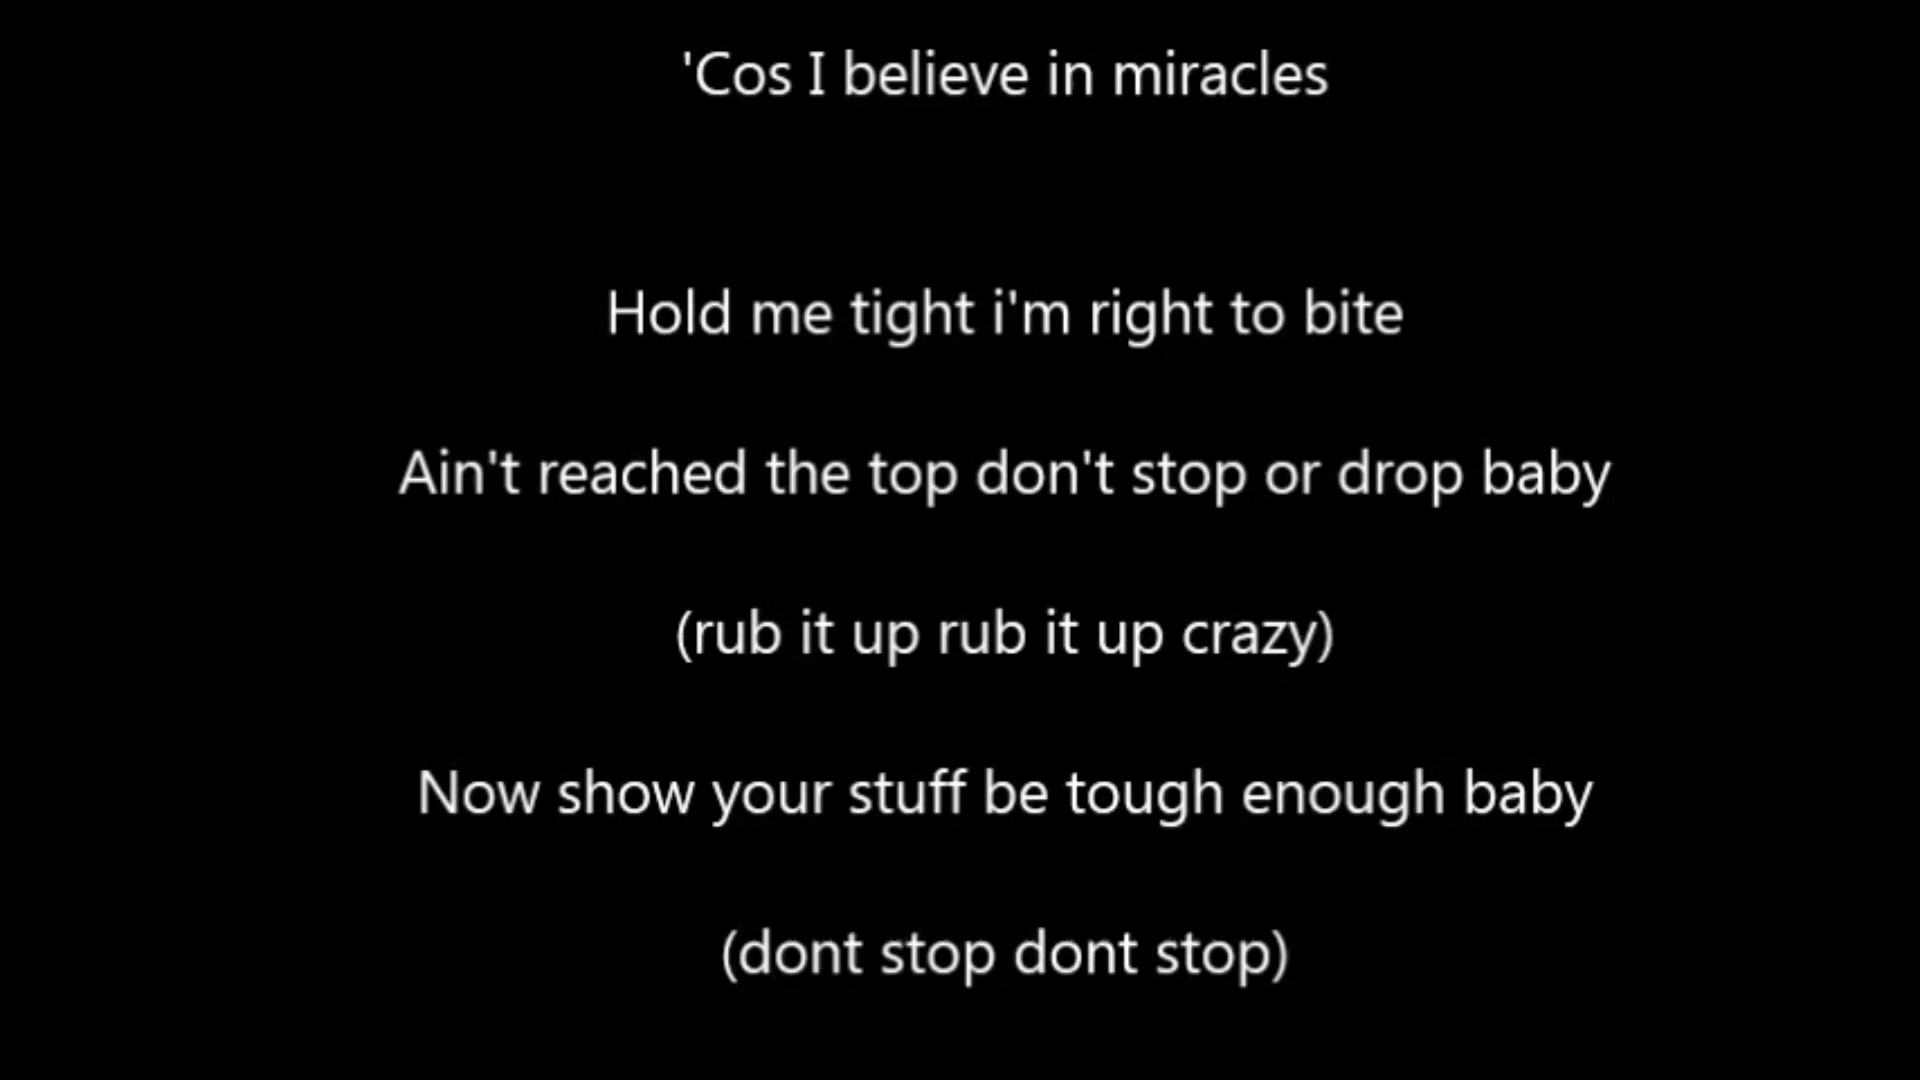 'Cos I believe in miracles
Hold me tight i'm right to bite
Ain't reached the top don't stop or drop baby
(rub it up rub it up crazy)
Now show your stuff be tough enough baby
(dont stop dont stop)